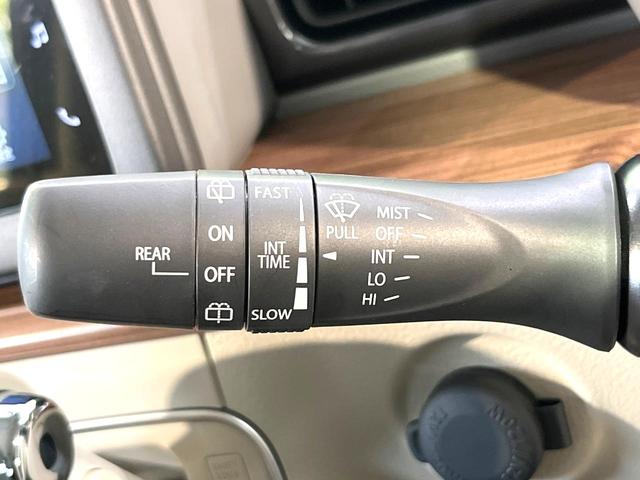 REAR
ON
OFF
FAST
INT
TIME
SLOW
PULL
MIST
OFF
INT
LO
HI